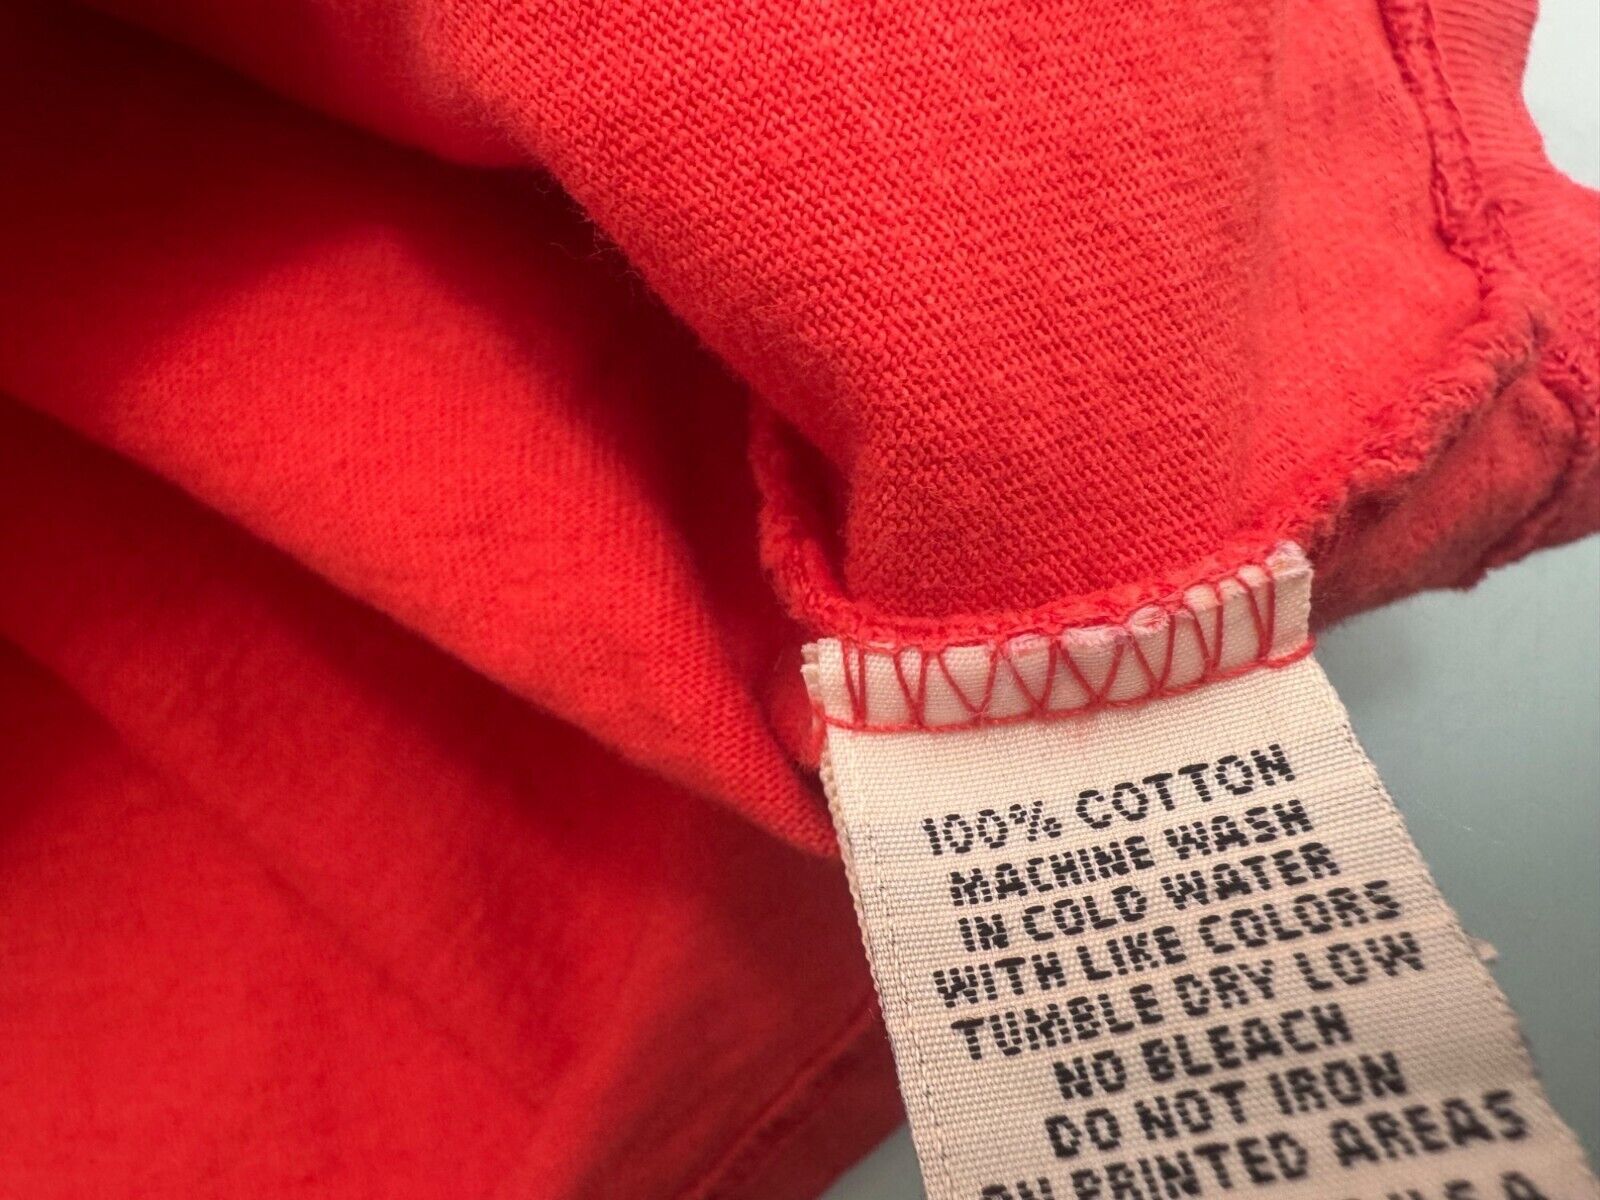 100% COTTON
MACHINE WASH
IN COLD WATER
WITH LIKE COLORS
TUMBLE DRY LOW
NO BLEACH
DO NOT IRON
ON PRINTED AREAS
U.S.A